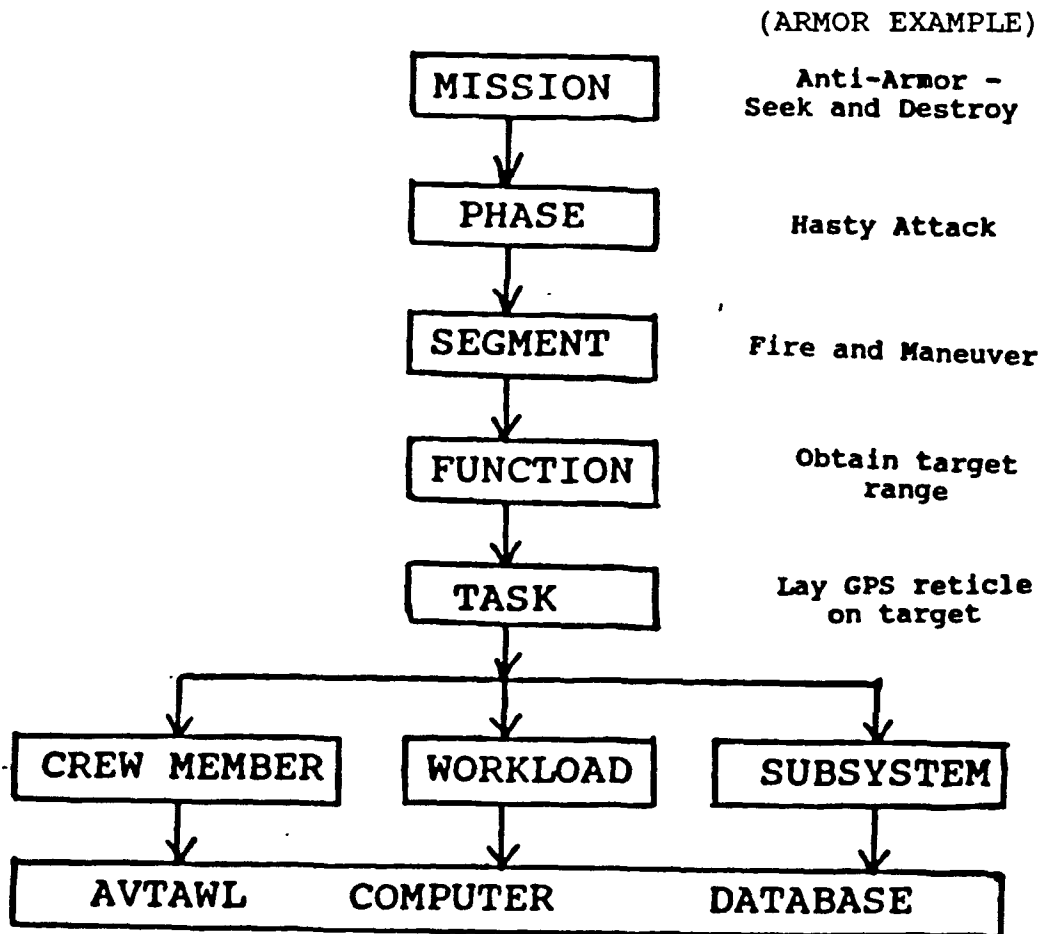 (ARMOR EXAMPLE)
MISSION
Anti-Armor -
Seek and Destroy
PHASE
Hasty Attack
SEGMENT
Fire and Maneuver
FUNCTION
Obtain target
range
TASK
Lay GPS reticle
on target
CREW MEMBER
WORKLOAD
SUBSYSTEM
AVTAWL COMPUTER DATABASE